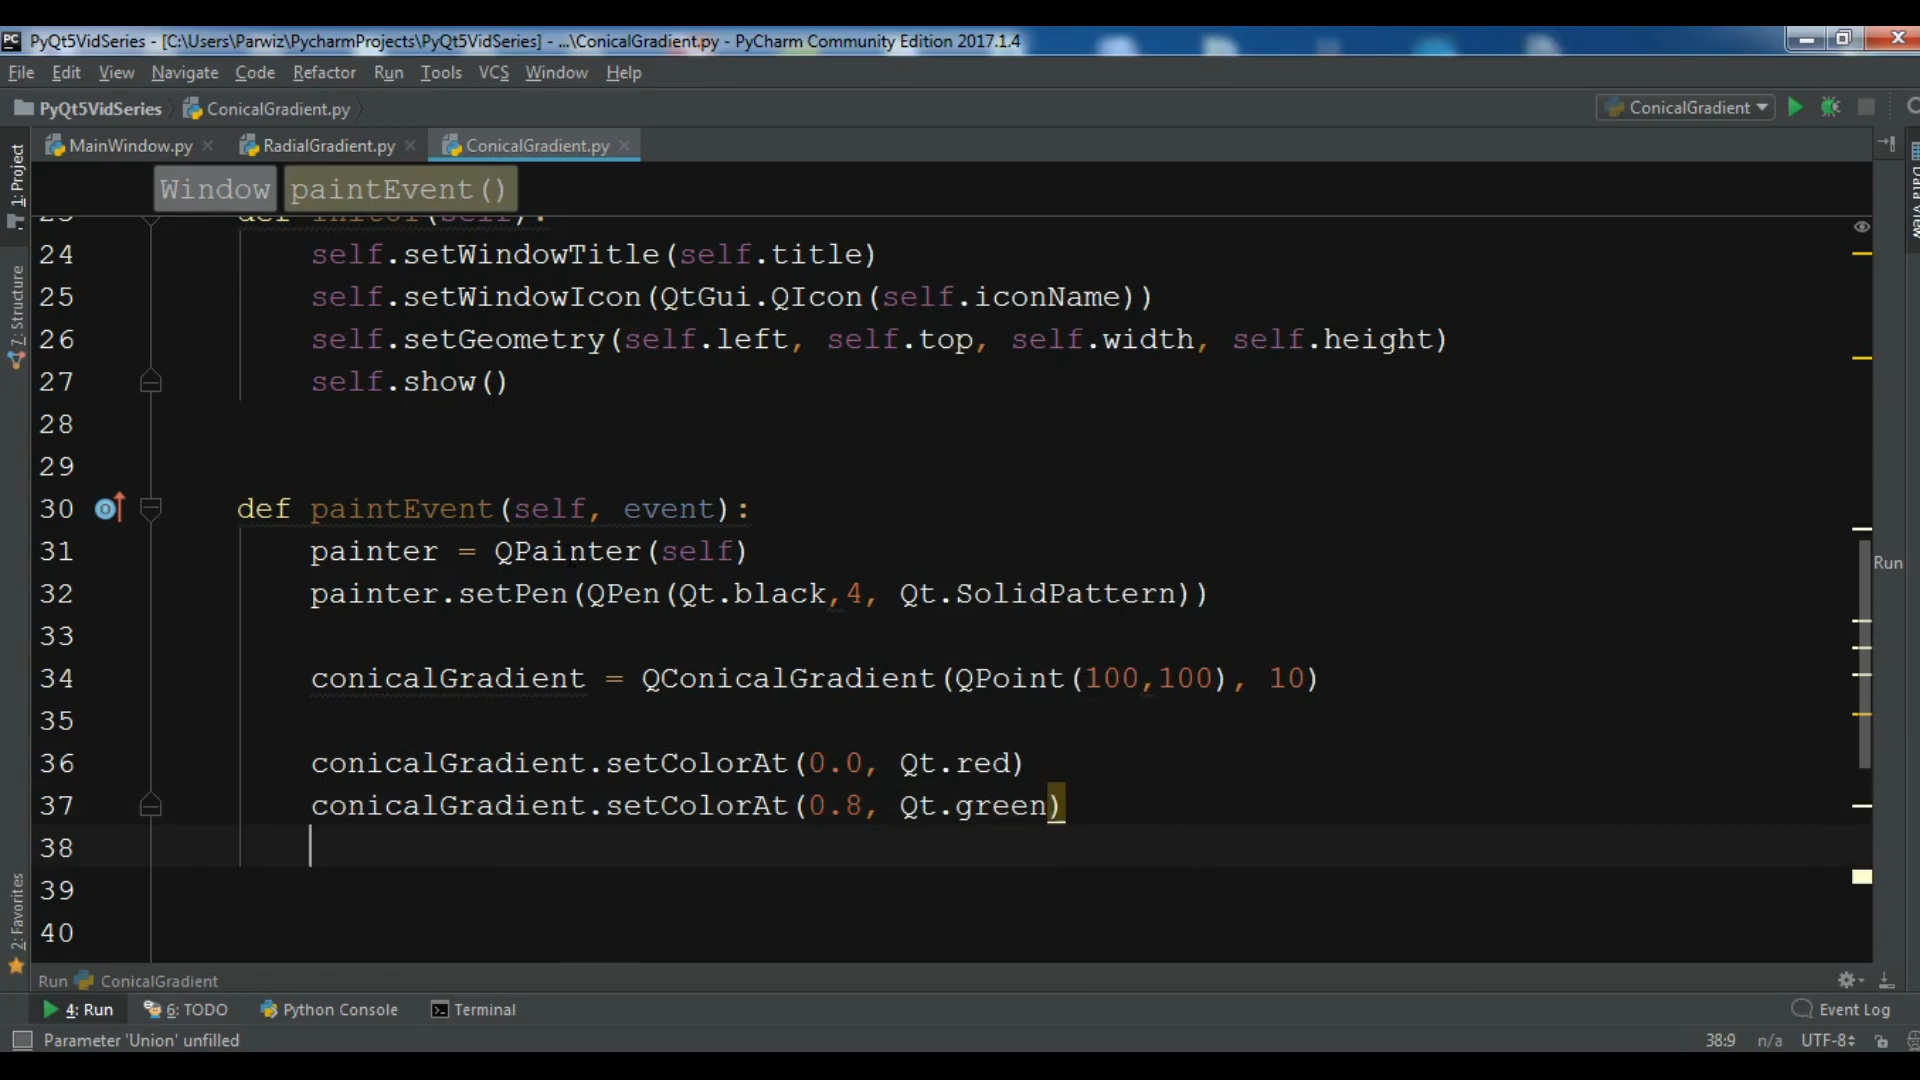 PC PyQt5VidSeries - [C:\Users\Parwiz\PycharmProjects\PyQt5VidSeries] - ...\ConicalGradient.py - PyCharm Community Edition 2017.1.4
File Edit View Navigate Code Refactor Run Tools VCS Window Help
PyQt5VidSeries ConicalGradient.py ConicalGradient
MainWindow.py RadialGradient.py ConicalGradient.py
1: Project
7: Structure
2: Favorites
Data View
Run
Window paintEvent()
24 self.setWindowTitle(self.title)
25 self.setWindowIcon(QtGui.QIcon(self.iconName))
26 self.setGeometry(self.left, self.top, self.width, self.height)
27 self.show()
28
29
30 def paintEvent(self, event):
31 painter = QPainter(self)
32 painter.setPen(QPen(Qt.black,4, Qt.SolidPattern))
33
34 conicalGradient = QConicalGradient(QPoint(100,100), 10)
35
36 conicalGradient.setColorAt(0.0, Qt.red)
37 conicalGradient.setColorAt(0.8, Qt.green)
38
39
40
Run ConicalGradient
4: Run 6: TODO Python Console Terminal Event Log
Parameter 'Union' unfilled 38:9 n/a UTF-8